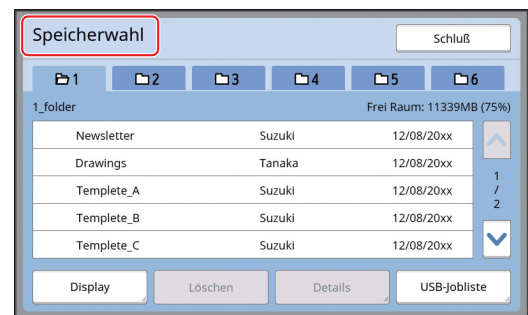 Speicherwahl
Schluß
1 2 3 4 5 6
1_folder Frei Raum: 11339MB (75%)
Newsletter Suzuki 12/08/20xx
Drawings Tanaka 12/08/20xx
Templete_A Suzuki 12/08/20xx
Templete_B Suzuki 12/08/20xx
Templete_C Suzuki 12/08/20xx
1
/
2
Display Löschen Details USB-Jobliste